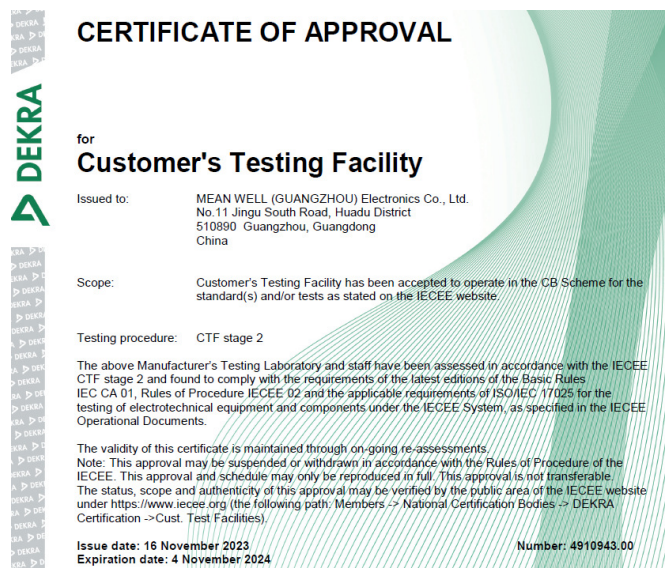 CERTIFICATE OF APPROVAL
DEKRA
for
Customer's Testing Facility
Issued to: MEAN WELL (GUANGZHOU) Electronics Co., Ltd.
No.11 Jingu South Road, Huadu District
510890 Guangzhou, Guangdong
China
Scope: Customer's Testing Facility has been accepted to operate in the CB Scheme for the
standard(s) and/or tests as stated on the IECEE website.
Testing procedure: CTF stage 2
The above Manufacturer's Testing Laboratory and staff have been assessed in accordance with the IECEE
CTF stage 2 and found to comply with the requirements of the latest editions of the Basic Rules
IEC CA 01, Rules of Procedure IECEE 02 and the applicable requirements of ISO/IEC 17025 for the
testing of electrotechnical equipment and components under the IECEE System, as specified in the IECEE
Operational Documents.
The validity of this certificate is maintained through on-going re-assessments.
Note: This approval may be suspended or withdrawn in accordance with the Rules of Procedure of the
IECEE. This approval and schedule may only be reproduced in full. This approval is not transferable.
The status, scope and authenticity of this approval may be verified by the public area of the IECEE website
under https://www.iecee.org (the following path: Members -> National Certification Bodies -> DEKRA
Certification ->Cust. Test Facilities).
Issue date: 16 November 2023 Number: 4910943.00
Expiration date: 4 November 2024